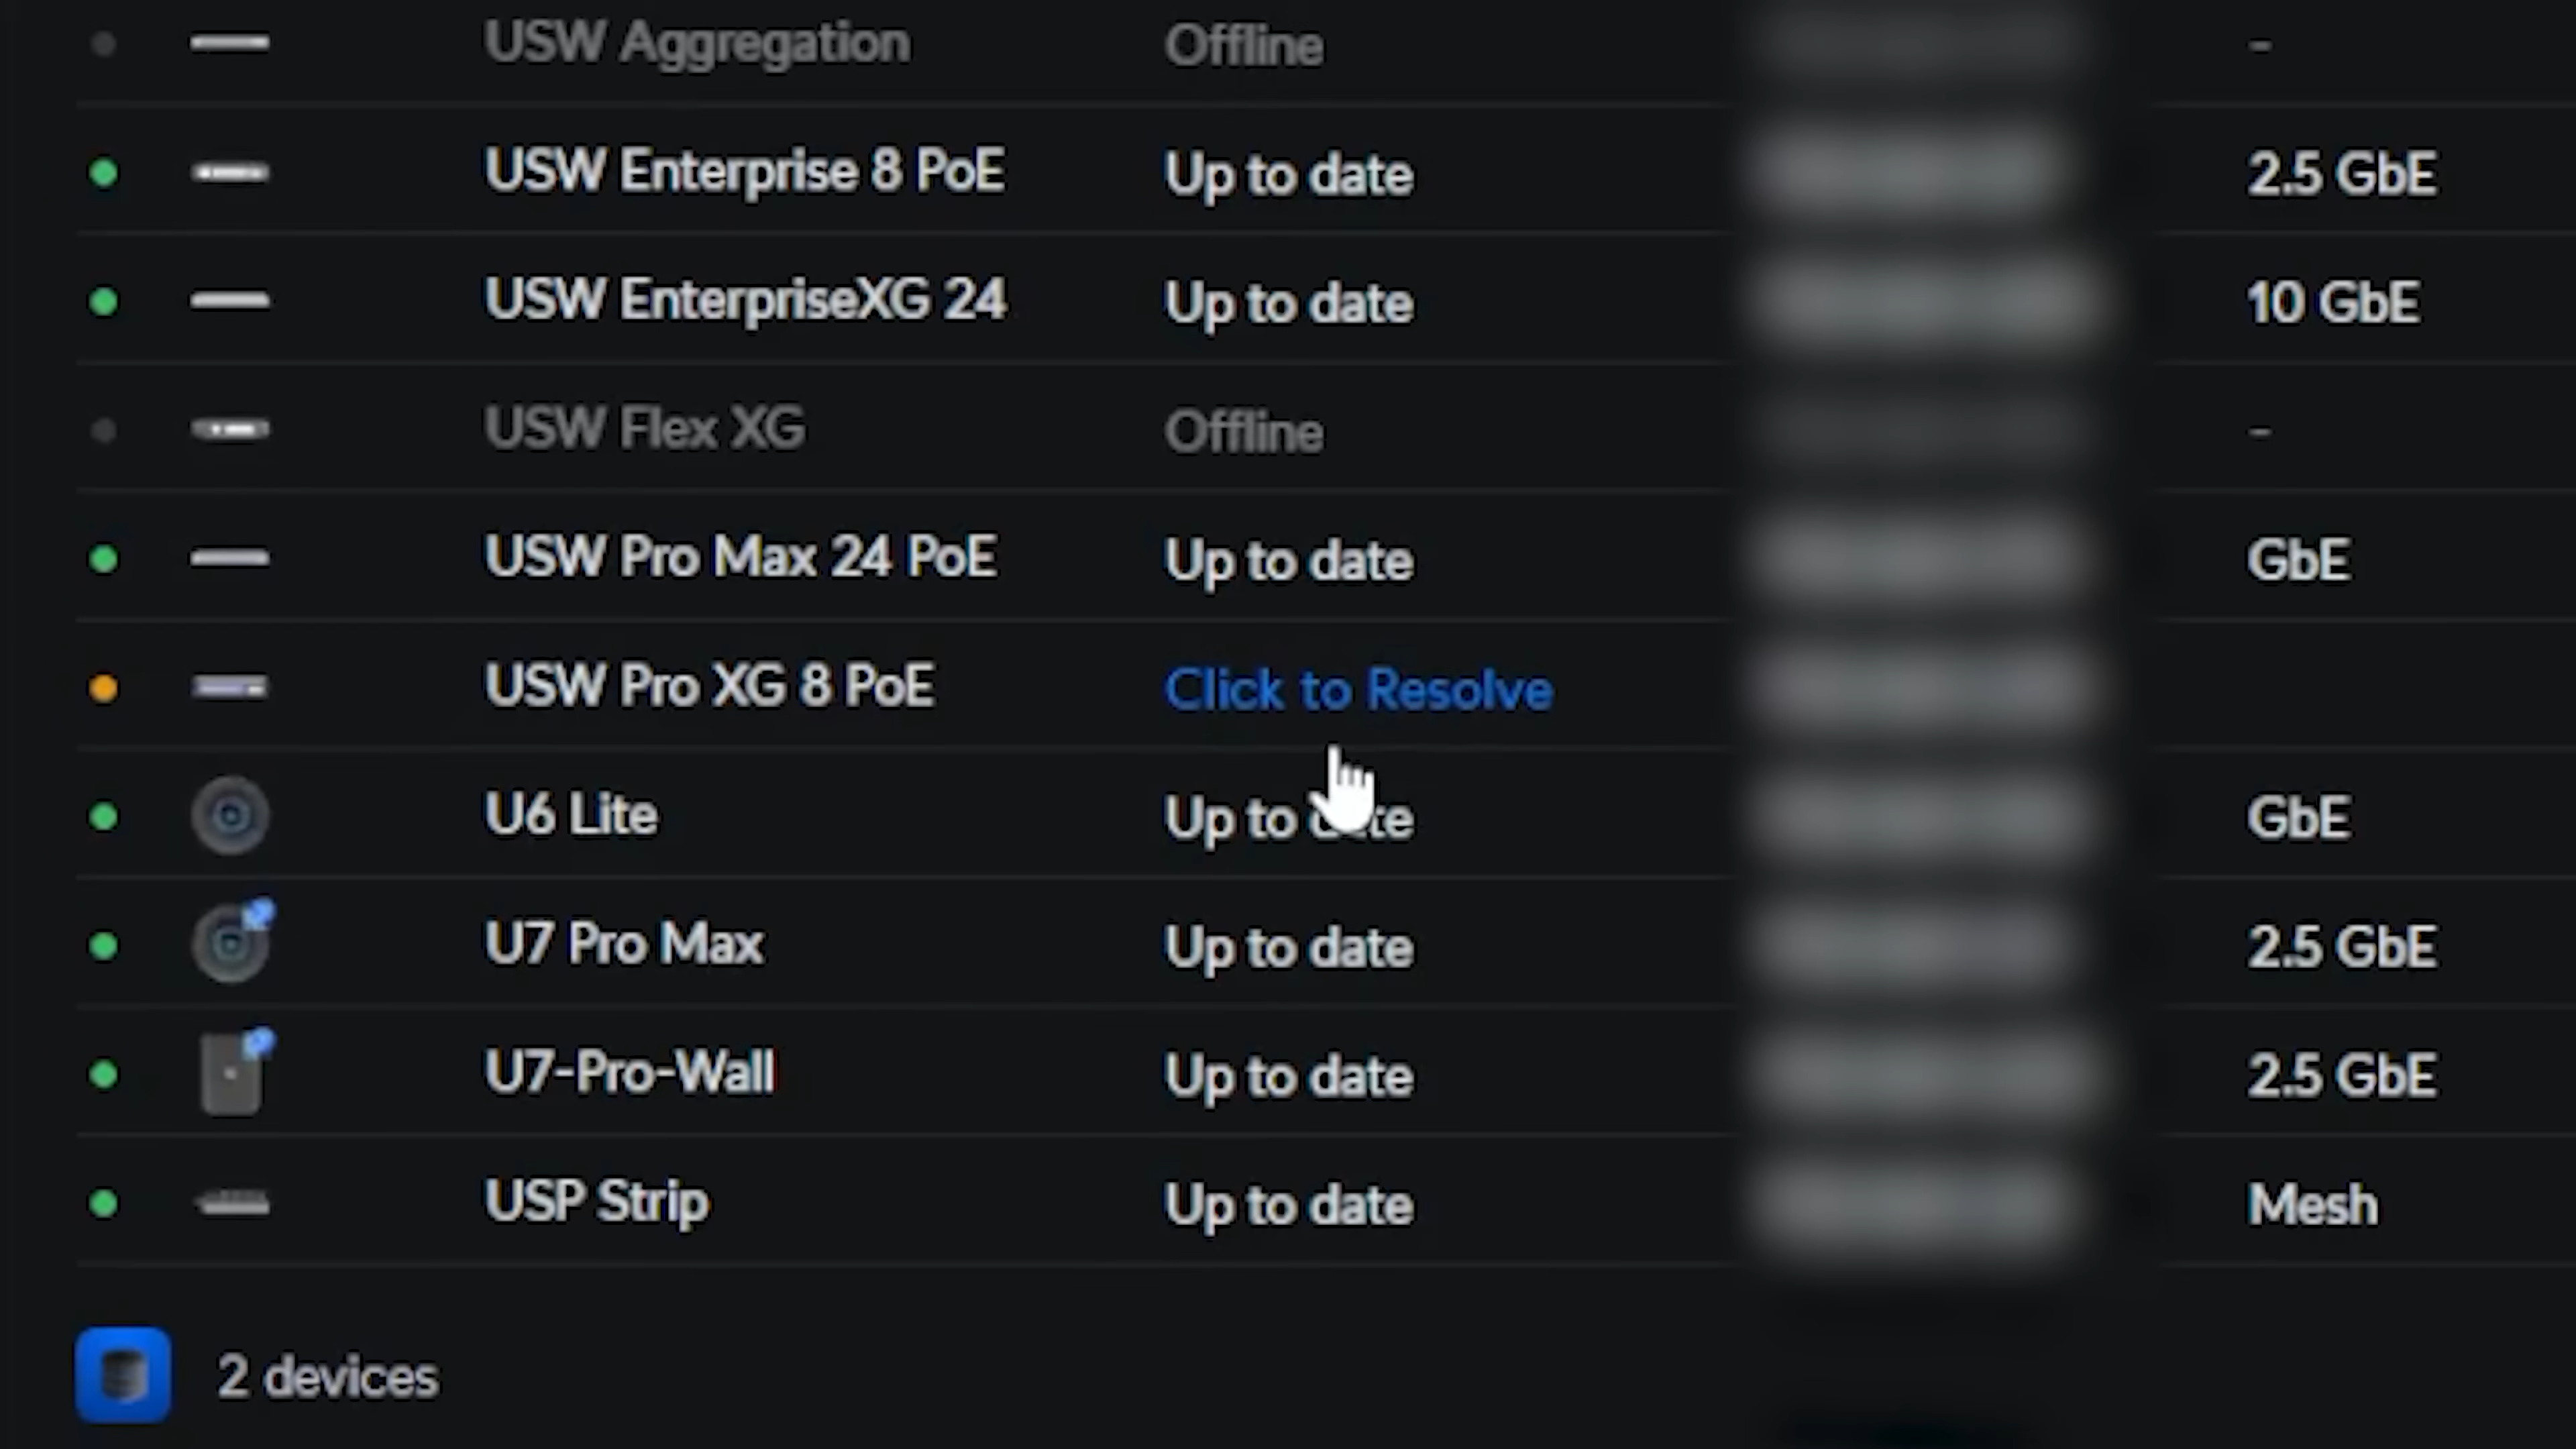 USW Aggregation Offline -
USW Enterprise 8 PoE Up to date 2.5 GbE
USW EnterpriseXG 24 Up to date 10 GbE
USW Flex XG Offline -
USW Pro Max 24 PoE Up to date GbE
USW Pro XG 8 PoE Click to Resolve
U6 Lite Up to date GbE
U7 Pro Max Up to date 2.5 GbE
U7-Pro-Wall Up to date 2.5 GbE
USP Strip Up to date Mesh
2 devices